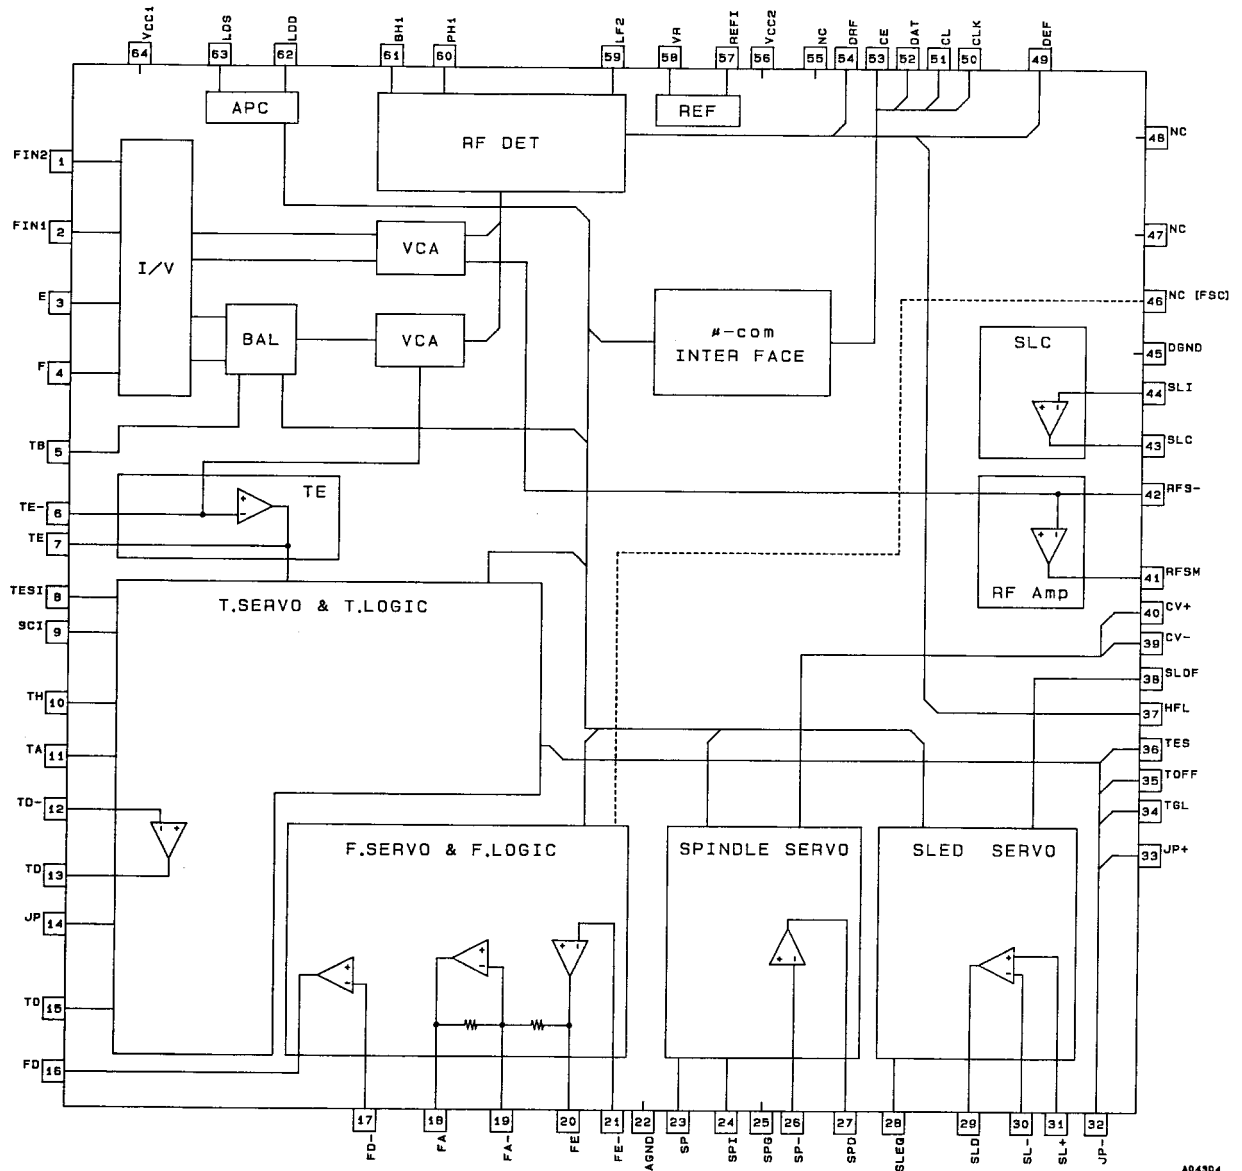 VCC1 LDS LDD BH1 PH1 LF2 VR REFI VCC2 NC DRF CE DAT CL CLK DEF
64 63 62 61 60 59 58 57 56 55 54 53 52 51 50 49
APC
RF DET
REF
FIN2 1
FIN1 2
E 3
F 4
TB 5
TE- 6
TE 7
TESI 8
SCI 9
TH 10
TA 11
TD- 12
TD 13
JP 14
TO 15
FD 16
I/V
VCA
BAL
VCA
μ-com
INTER FACE
SLC
TE
RF Amp
T.SERVO & T.LOGIC
F.SERVO & F.LOGIC
SPINDLE SERVO
SLED SERVO
48 NC
47 NC
46 NC [FSC]
45 DGND
44 SLI
43 SLC
42 RFS-
41 RFSM
40 CV+
39 CV-
38 SLOF
37 HFL
36 TES
35 TOFF
34 TGL
33 JP+
17 18 19 20 21 22 23 24 25 26 27 28 29 30 31 32
FD- FA FA- FE FE- AGND SP SPI SPG SP- SPD SLEQ SLD SL- SL+ JP-
A04304